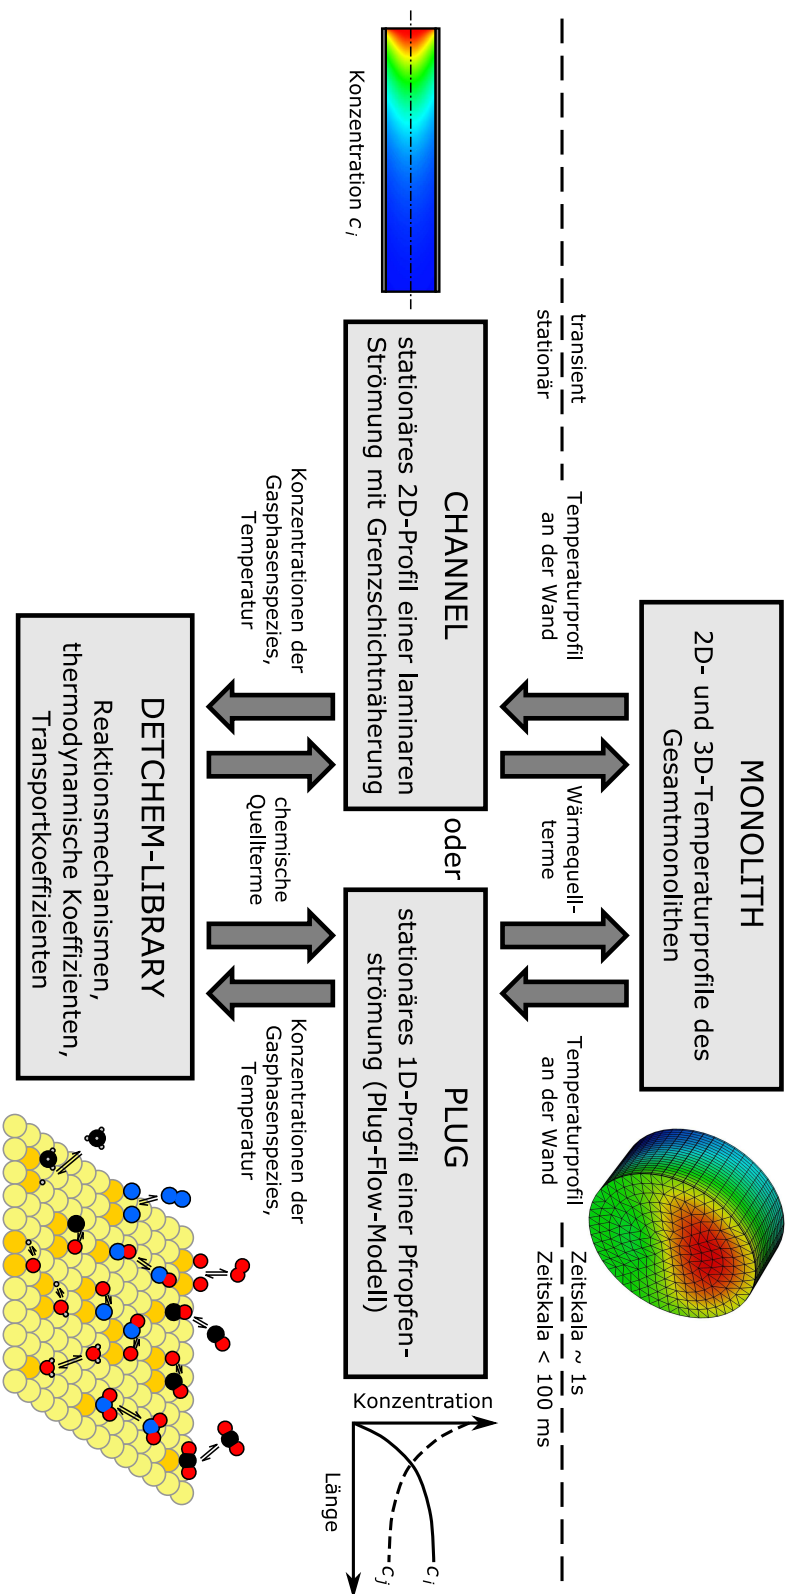 MONOLITH
2D- und 3D-Temperaturprofile des
Gesamtmonolithen
transient
stationär
Temperaturprofil
an der Wand
Wärmequell-
terme
Temperaturprofil
an der Wand
Zeitskala ~ 1s
Zeitskala < 100 ms
Konzentration c i
CHANNEL
stationäres 2D-Profil einer laminaren
Strömung mit Grenzschichtnäherung
oder
PLUG
stationäres 1D-Profil einer Pfropfen-
strömung (Plug-Flow-Modell)
Konzentration
c i
c j
Länge
Konzentrationen der
Gasphasenspezies,
Temperatur
chemische
Quellterme
Konzentrationen der
Gasphasenspezies,
Temperatur
DETCHEM-LIBRARY
Reaktionsmechanismen,
thermodynamische Koeffizienten,
Transportkoeffizienten